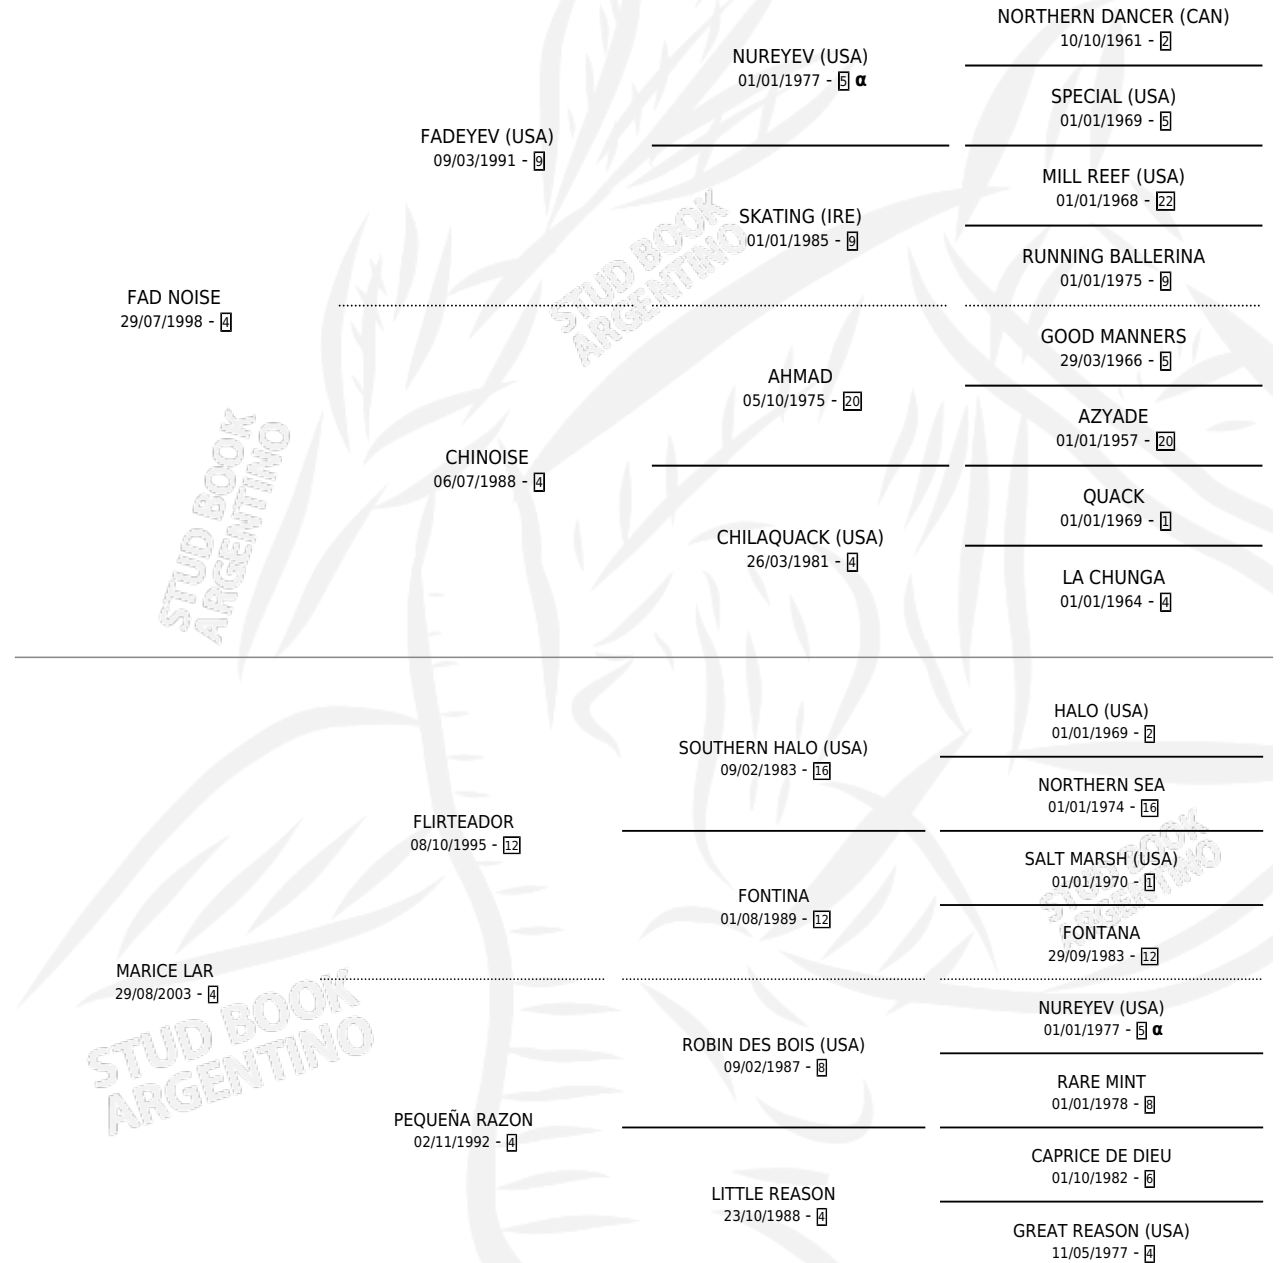 NORTHERN DANCER (CAN)
10/10/1961 - 2
NUREYEV (USA)
01/01/1977 - 5 α
SPECIAL (USA)
01/01/1969 - 5
FADEYEV (USA)
09/03/1991 - 9
MILL REEF (USA)
01/01/1968 - 22
SKATING (IRE)
01/01/1985 - 9
RUNNING BALLERINA
01/01/1975 - 9
FAD NOISE
29/07/1998 - 4
GOOD MANNERS
29/03/1966 - 5
AHMAD
05/10/1975 - 20
AZYADE
01/01/1957 - 20
CHINOISE
06/07/1988 - 4
QUACK
01/01/1969 - 1
CHILAQUACK (USA)
26/03/1981 - 4
LA CHUNGA
01/01/1964 - 4
HALO (USA)
01/01/1969 - 2
SOUTHERN HALO (USA)
09/02/1983 - 16
NORTHERN SEA
01/01/1974 - 16
FLIRTEADOR
08/10/1995 - 12
SALT MARSH (USA)
01/01/1970 - 1
FONTINA
01/08/1989 - 12
FONTANA
29/09/1983 - 12
MARICE LAR
29/08/2003 - 4
NUREYEV (USA)
01/01/1977 - 5 α
ROBIN DES BOIS (USA)
09/02/1987 - 8
RARE MINT
01/01/1978 - 8
PEQUEÑA RAZON
02/11/1992 - 4
CAPRICE DE DIEU
01/10/1982 - 6
LITTLE REASON
23/10/1988 - 4
GREAT REASON (USA)
11/05/1977 - 4
STUD BOOK
ARGENTINO
STUD BOOK
ARGENTINO
STUD BOOK
ARGENTINO
STUD BOOK
ARGENTINO